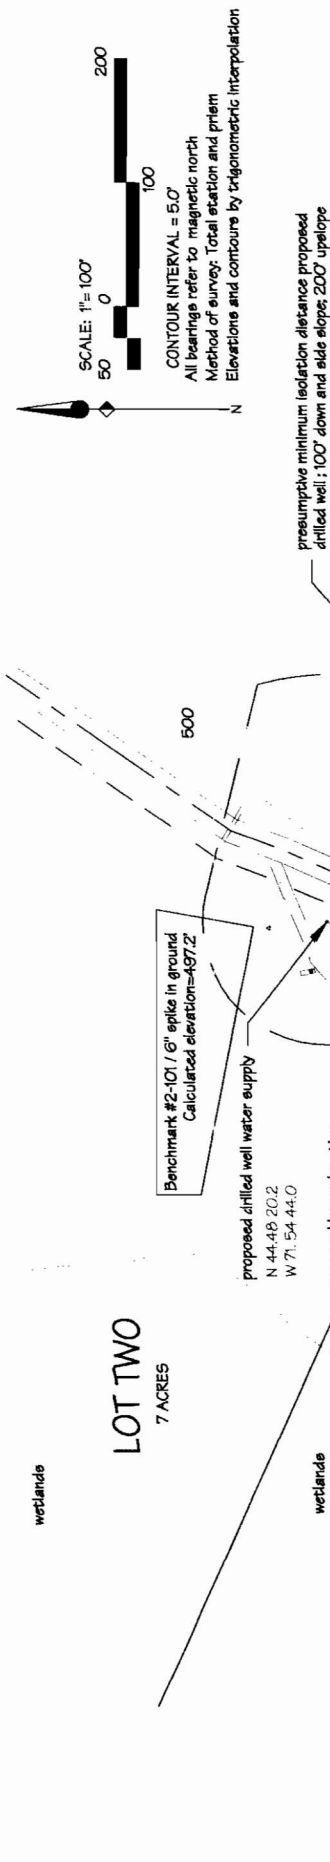 SCALE: 1"= 100'
50 0 100 200
CONTOUR INTERVAL = 5.0'
All bearings refer to magnetic north
Method of survey: Total station and prism
Elevations and contours by trigonometric interpolation
N
presumptive minimum isolation distance proposed
drilled well ; 100' down and side slope; 200' upslope
500
Benchmark #2-101 / 6" spike in ground
Calculated elevation=497.2'
proposed drilled well water supply
N 44.48 20.2
W 71. 54 44.0
LOT TWO
7 ACRES
wetlands
wetlands